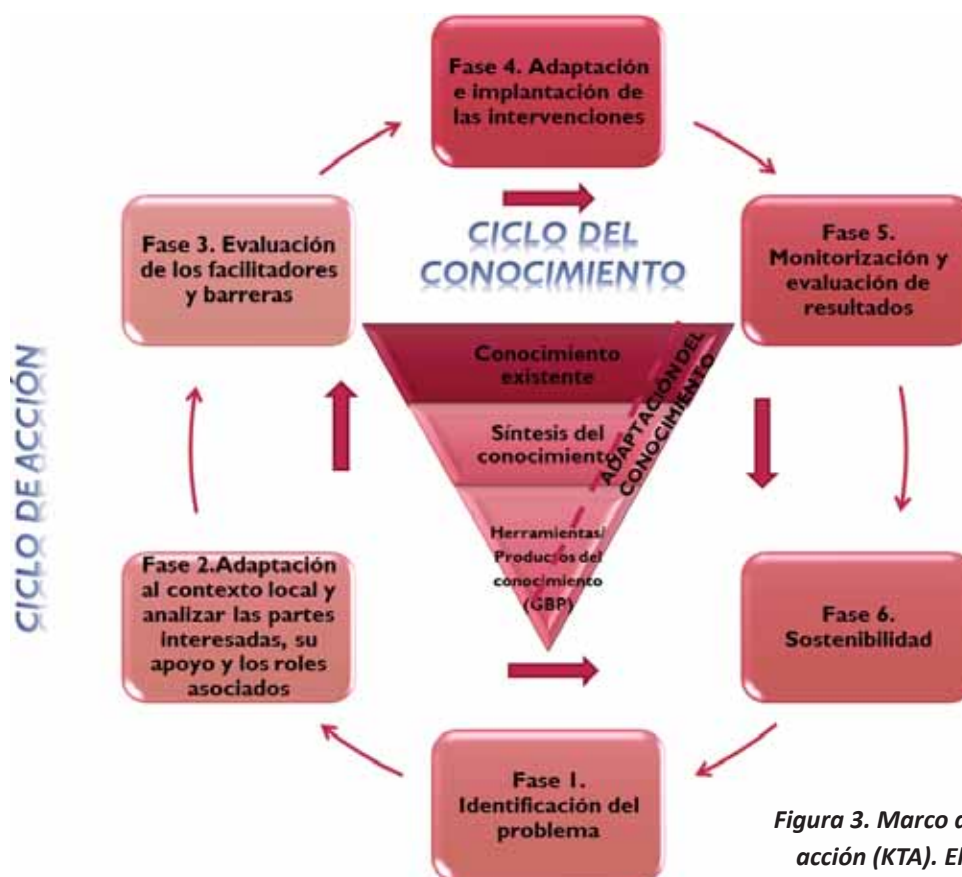 Fase 4. Adaptación
e implantación de
las intervenciones
Fase 3. Evaluación
de los facilitadores
y barreras
CICLO DEL
CONOCIMIENTO
Fase 5.
Monitorización y
evaluación de
resultados
CICLO DE ACCIÓN
Conocimiento
existente
Síntesis del
conocimiento
Herramientas/
Productos del
conocimiento
(GBP)
ADAPTACIÓN DEL
CONOCIMIENTO
Fase 2.Adaptación
al contexto local y
analizar las partes
interesadas, su
apoyo y los roles
asociados
Fase 6.
Sostenibilidad
Fase 1.
Identificación del
problema
Figura 3. Marco
acción (KTA). El